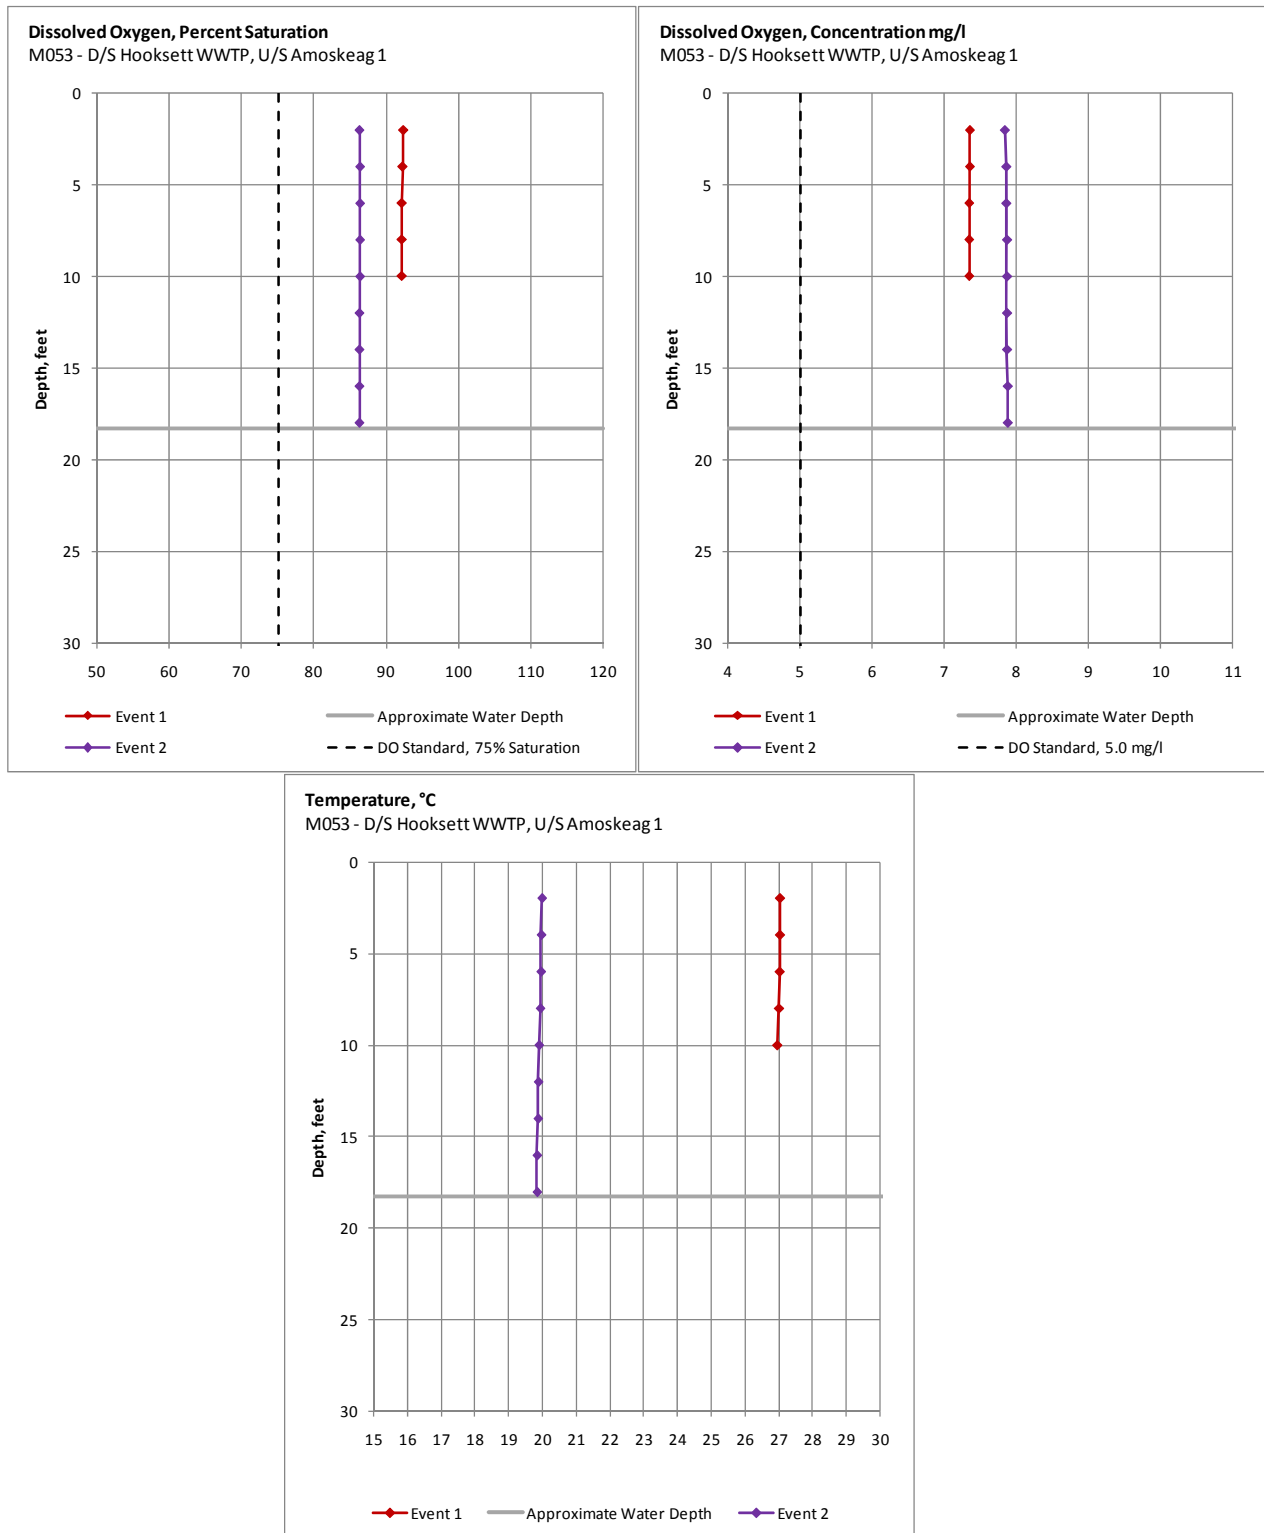 Dissolved Oxygen, Percent Saturation
M053 - D/S Hooksett WWTP, U/S Amoskeag 1
0
5
10
15
20
25
30
Depth, feet
50 60 70 80 90 100 110 120
Event 1 Approximate Water Depth
Event 2 DO Standard, 75% Saturation
Dissolved Oxygen, Concentration mg/l
M053 - D/S Hooksett WWTP, U/S Amoskeag 1
0
5
10
15
20
25
30
Depth, feet
4 5 6 7 8 9 10 11
Event 1 Approximate Water Depth
Event 2 DO Standard, 5.0 mg/l
Temperature, °C
M053 - D/S Hooksett WWTP, U/S Amoskeag 1
0
5
10
15
20
25
30
Depth, feet
15 16 17 18 19 20 21 22 23 24 25 26 27 28 29 30
Event 1 Approximate Water Depth Event 2